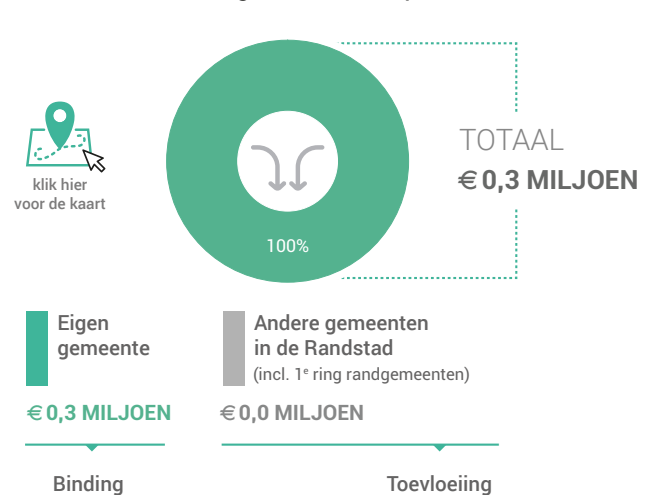 klik hier
voor de kaart
100%
TOTAAL
€ 0,3 MILJOEN
Eigen
gemeente
€ 0,3 MILJOEN
Binding
Andere gemeenten
in de Randstad
(incl. 1e ring randgemeenten)
€ 0,0 MILJOEN
Toevloeiing